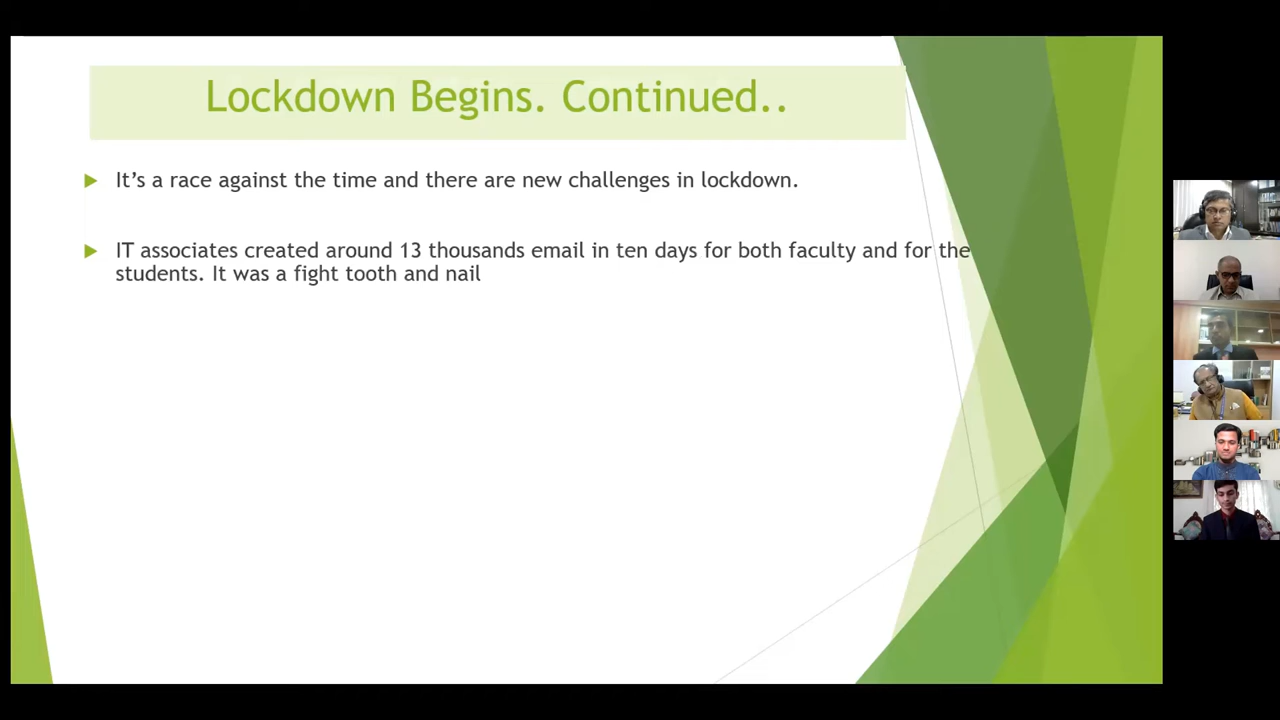 Lockdown Begins. Continued..
It’s a race against the time and there are new challenges in lockdown.
IT associates created around 13 thousands email in ten days for both faculty and for the
students. It was a fight tooth and nail